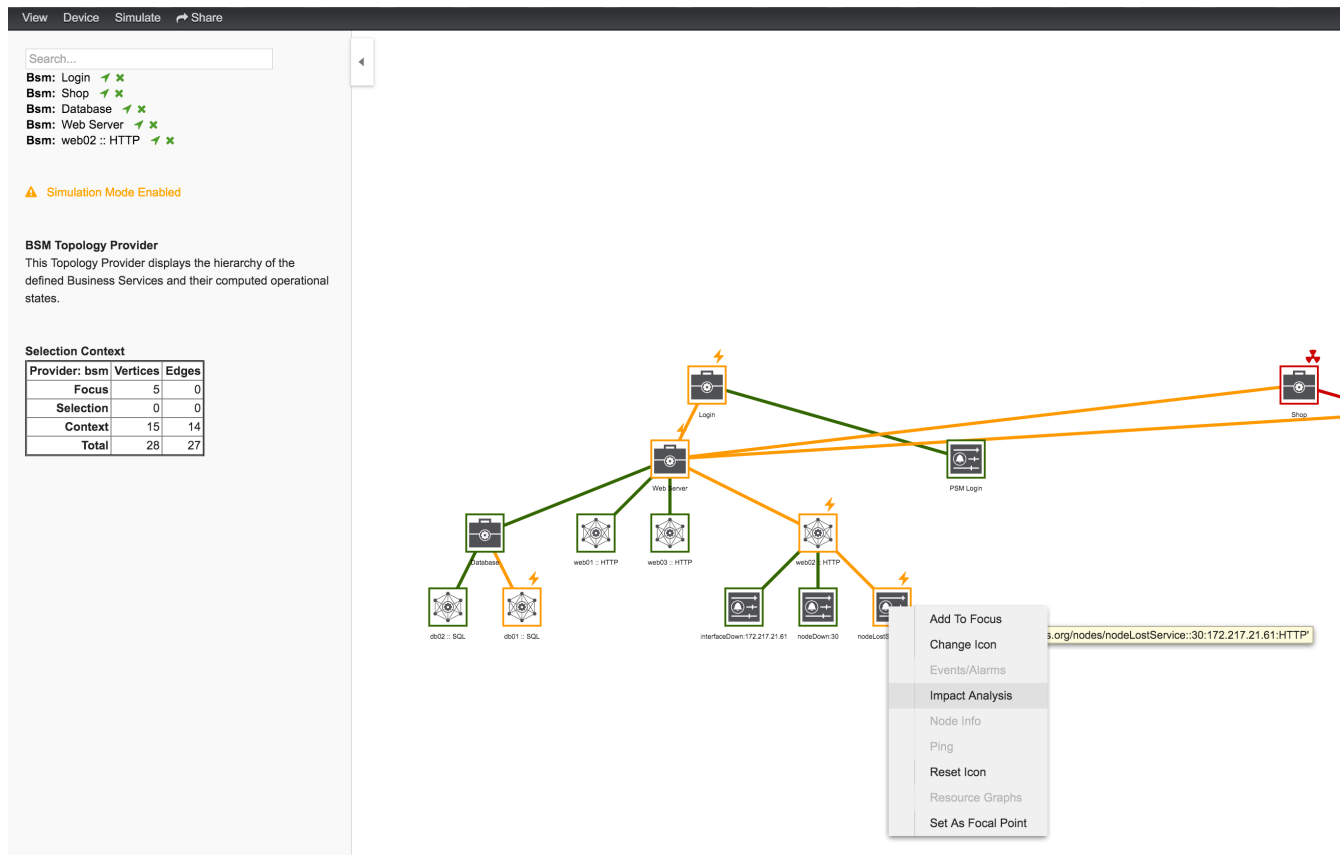 View Device Simulate Share
Search...
Bsm: Login
Bsm: Shop
Bsm: Database
Bsm: Web Server
Bsm: web02 :: HTTP
Simulation Mode Enabled
BSM Topology Provider
This Topology Provider displays the hierarchy of the
defined Business Services and their computed operational
states.
Selection Context
Provider: bsm Vertices Edges
Focus 5 0
Selection 0 0
Context 15 14
Total 28 27
Login
Shop
Web Server
PSM Login
Database
web01 :: HTTP
web03 :: HTTP
web02 :: HTTP
db02 :: SQL
db01 :: SQL
interfaceDown:172.217.21.61
nodeDown:30
nodeLostS
s.org/nodes/nodeLostService::30:172.217.21.61:HTTP'
Add To Focus
Change Icon
Events/Alarms
Impact Analysis
Node Info
Ping
Reset Icon
Resource Graphs
Set As Focal Point